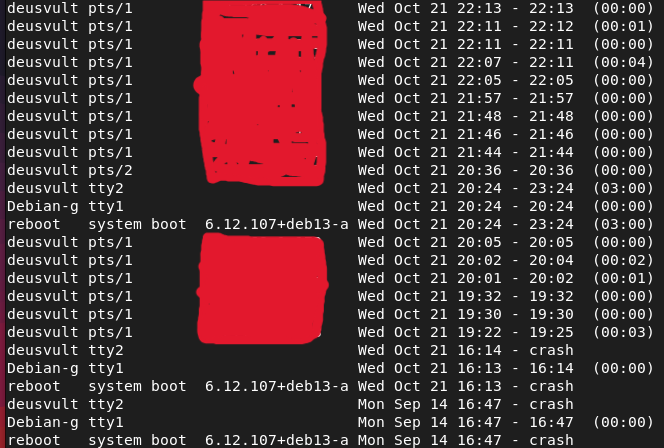 deusvult pts/1 Wed Oct 21 22:13 - 22:13 (00:00)
deusvult pts/1 Wed Oct 21 22:11 - 22:12 (00:01)
deusvult pts/1 Wed Oct 21 22:11 - 22:11 (00:00)
deusvult pts/1 Wed Oct 21 22:07 - 22:11 (00:04)
deusvult pts/1 Wed Oct 21 22:05 - 22:05 (00:00)
deusvult pts/1 Wed Oct 21 21:57 - 21:57 (00:00)
deusvult pts/1 Wed Oct 21 21:48 - 21:48 (00:00)
deusvult pts/1 Wed Oct 21 21:46 - 21:46 (00:00)
deusvult pts/1 Wed Oct 21 21:44 - 21:44 (00:00)
deusvult pts/2 Wed Oct 21 20:36 - 20:36 (00:00)
deusvult tty2 Wed Oct 21 20:24 - 23:24 (03:00)
Debian-g tty1 Wed Oct 21 20:24 - 20:24 (00:00)
reboot system boot 6.12.107+deb13-a Wed Oct 21 20:24 - 23:24 (03:00)
deusvult pts/1 Wed Oct 21 20:05 - 20:05 (00:00)
deusvult pts/1 Wed Oct 21 20:02 - 20:04 (00:02)
deusvult pts/1 Wed Oct 21 20:01 - 20:02 (00:01)
deusvult pts/1 Wed Oct 21 19:32 - 19:32 (00:00)
deusvult pts/1 Wed Oct 21 19:30 - 19:30 (00:00)
deusvult pts/1 Wed Oct 21 19:22 - 19:25 (00:03)
deusvult tty2 Wed Oct 21 16:14 - crash
Debian-g tty1 Wed Oct 21 16:13 - 16:14 (00:00)
reboot system boot 6.12.107+deb13-a Wed Oct 21 16:13 - crash
deusvult tty2 Mon Sep 14 16:47 - crash
Debian-g tty1 Mon Sep 14 16:47 - 16:47 (00:00)
reboot system boot 6.12.107+deb13-a Mon Sep 14 16:47 - crash